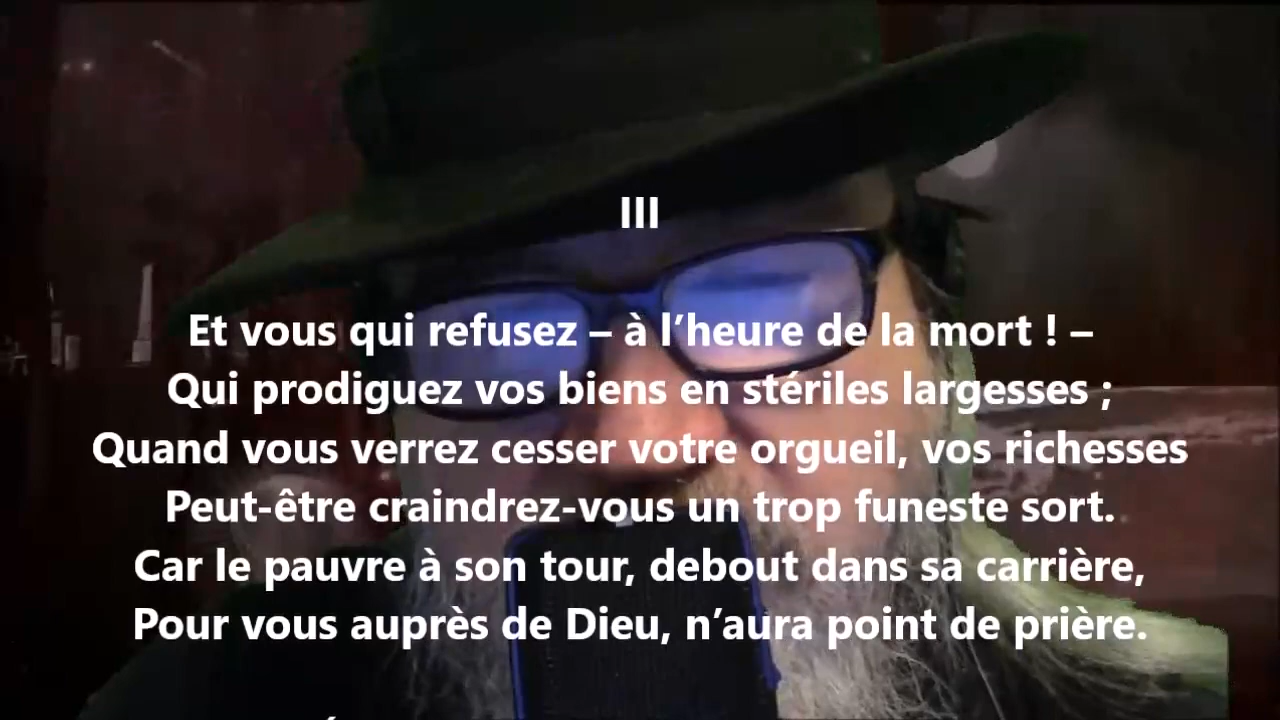 III
Et vous qui refusez – à l’heure de la mort ! –
Qui prodiguez vos biens en stériles largesses ;
Quand vous verrez cesser votre orgueil, vos richesses
Peut-être craindrez-vous un trop funeste sort.
Car le pauvre à son tour, debout dans sa carrière,
Pour vous auprès de Dieu, n’aura point de prière.